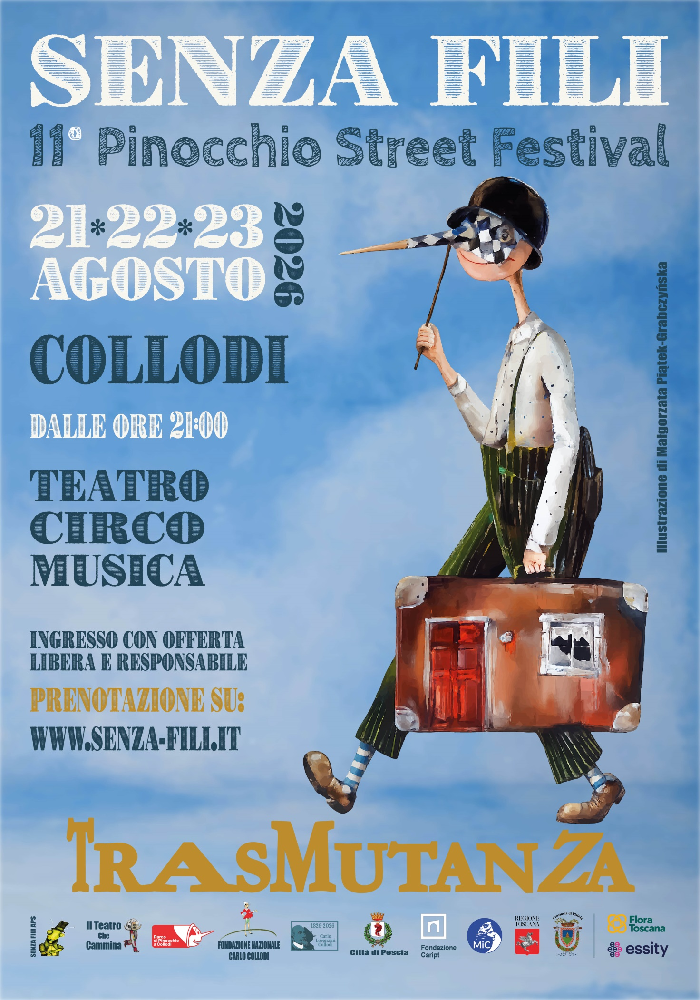 SENZA FILI
11° Pinocchio Street Festival
21*22*23
AGOSTO
2026
COLLODI
DALLE ORE 21:00
TEATRO
CIRCO
MUSICA
INGRESSO CON OFFERTA
LIBERA E RESPONSABILE
PRENOTAZIONE SU:
WWW.SENZA-FILI.IT
Illustrazione di Małgorzata Piątek-Grabczyńska
TRASMUTANZA
SENZA FILI APS
Il Teatro
Che
Cammina
Parco
di Pinocchio
a Collodi
FONDAZIONE NAZIONALE
CARLO COLLODI
1826-2026
Carlo
Lorenzini
Collodi
Città di Pescia
Fondazione
Caript
MiC
REGIONE
TOSCANA
Provincia di Pistoia
Flora
Toscana
essity